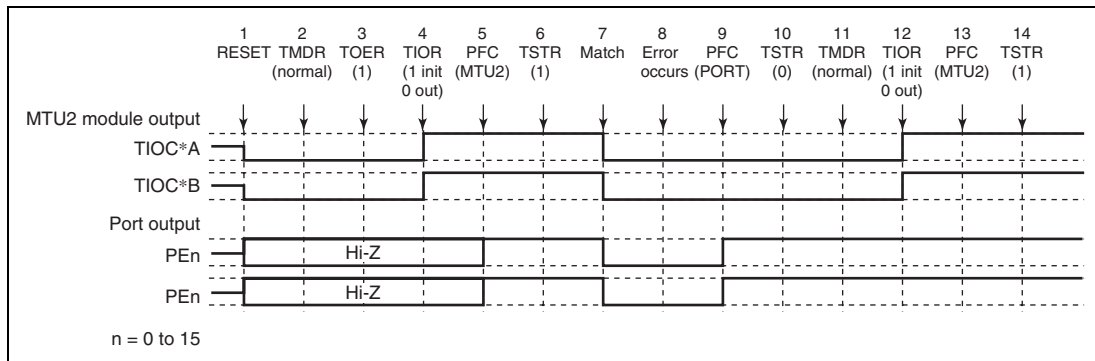 1 2 3 4 5 6 7 8 9 10 11 12 13 14
RESET TMDR TOER TIOR PFC TSTR Match Error PFC TSTR TMDR TIOR PFC TSTR
(normal) (1) (1 init (MTU2) (1) occurs (PORT) (0) (normal) (1 init (MTU2) (1)
0 out) 0 out)
MTU2 module output
TIOC*A
TIOC*B
Port output
PEn Hi-Z
PEn Hi-Z
n = 0 to 15